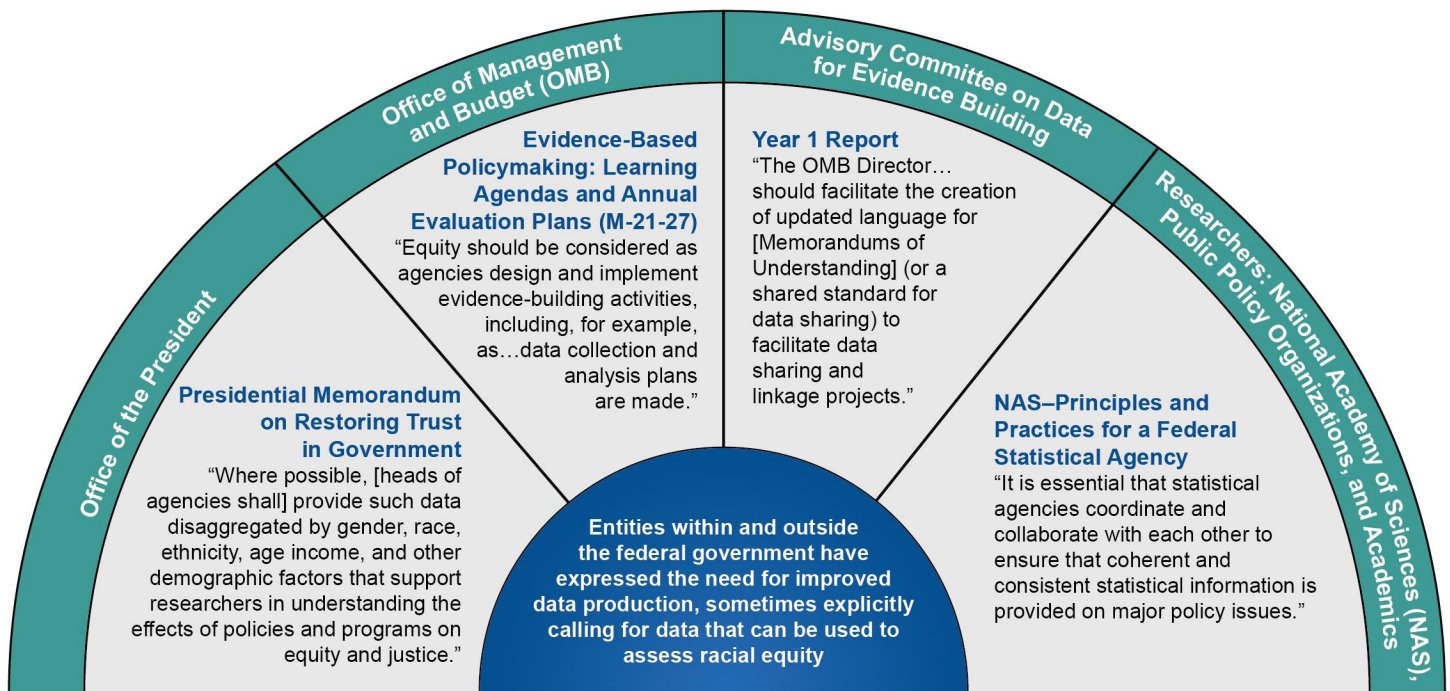 Office of the President
Presidential Memorandum
on Restoring Trust
in Government
“Where possible, [heads of
agencies shall] provide such data
disaggregated by gender, race,
ethnicity, age income, and other
demographic factors that support
researchers in understanding the
effects of policies and programs on
equity and justice.”
Office of Management
and Budget (OMB)
Evidence-Based
Policymaking: Learning
Agendas and Annual
Evaluation Plans (M-21-27)
“Equity should be considered as
agencies design and implement
evidence-building activities,
including, for example,
as…data collection and
analysis plans
are made.”
Advisory Committee on Data
for Evidence Building
Year 1 Report
“The OMB Director…
should facilitate the creation
of updated language for
[Memorandums of
Understanding] (or a
shared standard for
data sharing) to
facilitate data
sharing and
linkage projects.”
Researchers: National Academy of Sciences (NAS),
Public Policy Organizations, and Academics
NAS–Principles and
Practices for a Federal
Statistical Agency
“It is essential that statistical
agencies coordinate and
collaborate with each other to
ensure that coherent and
consistent statistical information is
provided on major policy issues.”
Entities within and outside
the federal government have
expressed the need for improved
data production, sometimes explicitly
calling for data that can be used to
assess racial equity